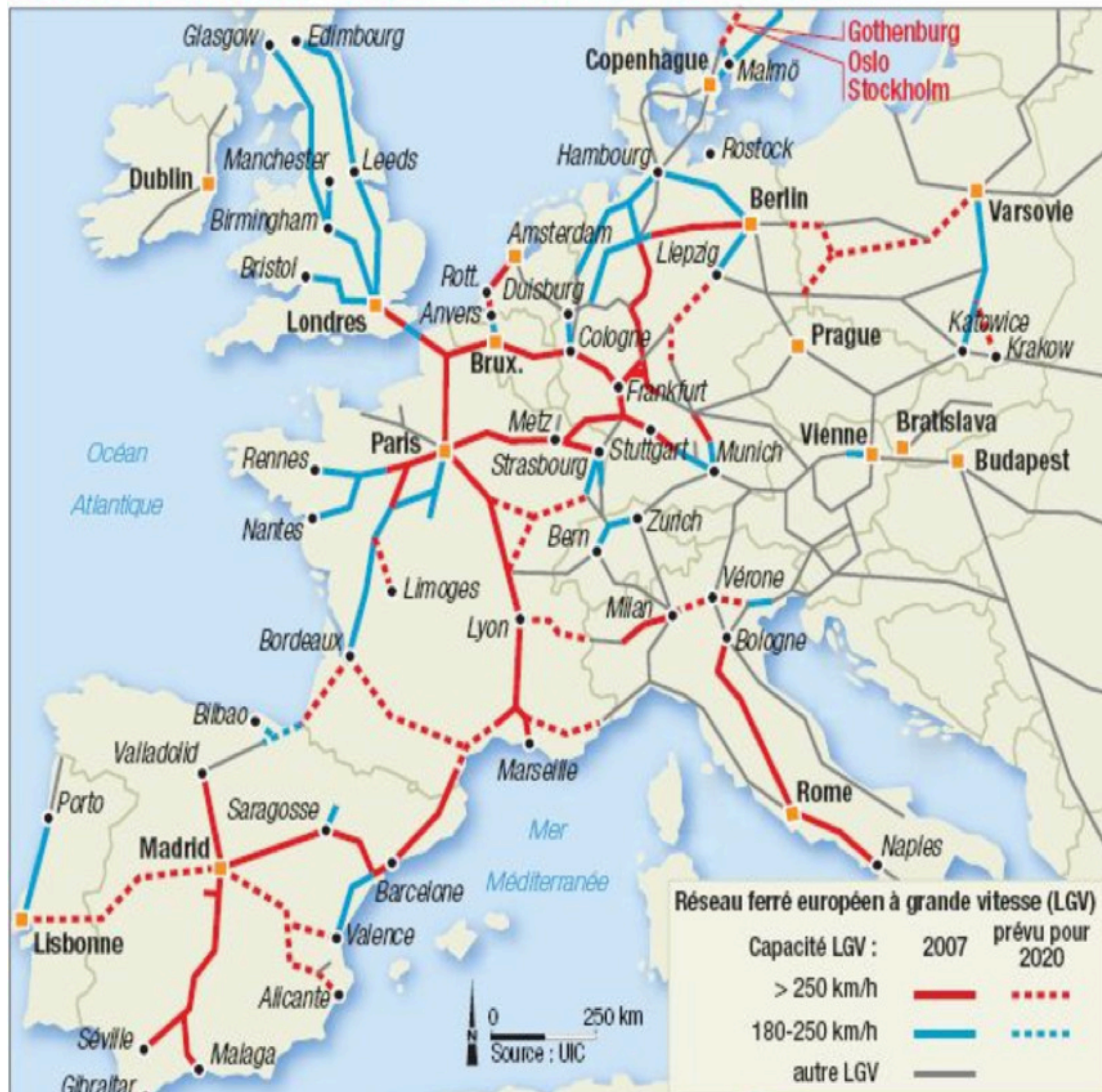 Glasgow
Edimbourg
Gothenburg
Oslo
Stockholm
Copenhague
Malmö
Dublin
Manchester
Leeds
Hambourg
Rostock
Birmingham
Berlin
Varsovie
Amsterdam
Bristol
Rott.
Duisburg
Llepzig
Londres
Anvers
Cologne
Prague
Katowice
Krakow
Brux.
Frankfurt
Metz
Paris
Strasbourg
Stuttgart
Munich
Vienne
Bratislava
Budapest
Océan
Atlantique
Rennes
Nantes
Bern
Zurich
Limoges
Vérone
Lyon
Milan
Bologne
Bordeaux
Bilbao
Valladolid
Marseille
Porto
Saragosse
Rome
Madrid
Mer
Méditerranée
Naples
Barcelone
Lisbonne
Valence
Alicante
Séville
Malaga
Gibraltar
N
0 250 km
Source : UIC
Réseau ferré européen à grande vitesse (LGV)
Capacité LGV : 2007 prévu pour
2020
> 250 km/h
180-250 km/h
autre LGV